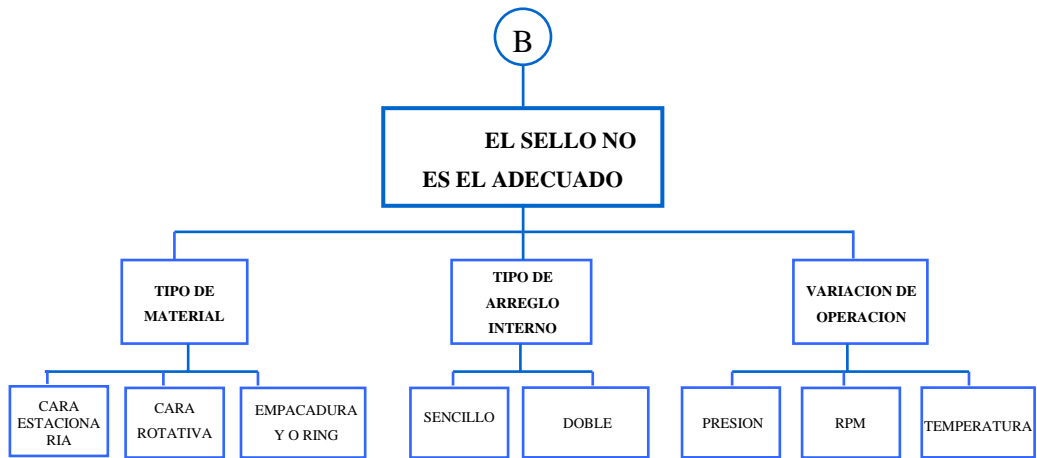 B
EL SELLO NO
ES EL ADECUADO
TIPO DE
MATERIAL
TIPO DE
ARREGLO
INTERNO
VARIACION DE
OPERACION
CARA
ESTACIONA
RIA
CARA
ROTATIVA
EMPACADURA
Y O RING
SENCILLO
DOBLE
PRESION
RPM
TEMPERATURA